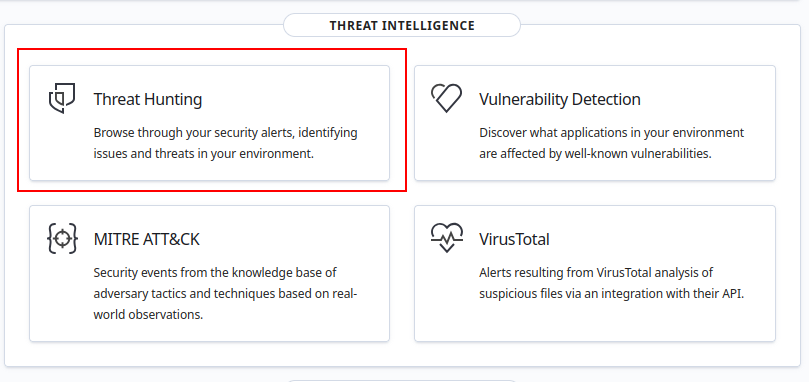 THREAT INTELLIGENCE
Threat Hunting
Browse through your security alerts, identifying
issues and threats in your environment.
Vulnerability Detection
Discover what applications in your environment
are affected by well-known vulnerabilities.
MITRE ATT&CK
Security events from the knowledge base of
adversary tactics and techniques based on real-
world observations.
VirusTotal
Alerts resulting from VirusTotal analysis of
suspicious files via an integration with their API.